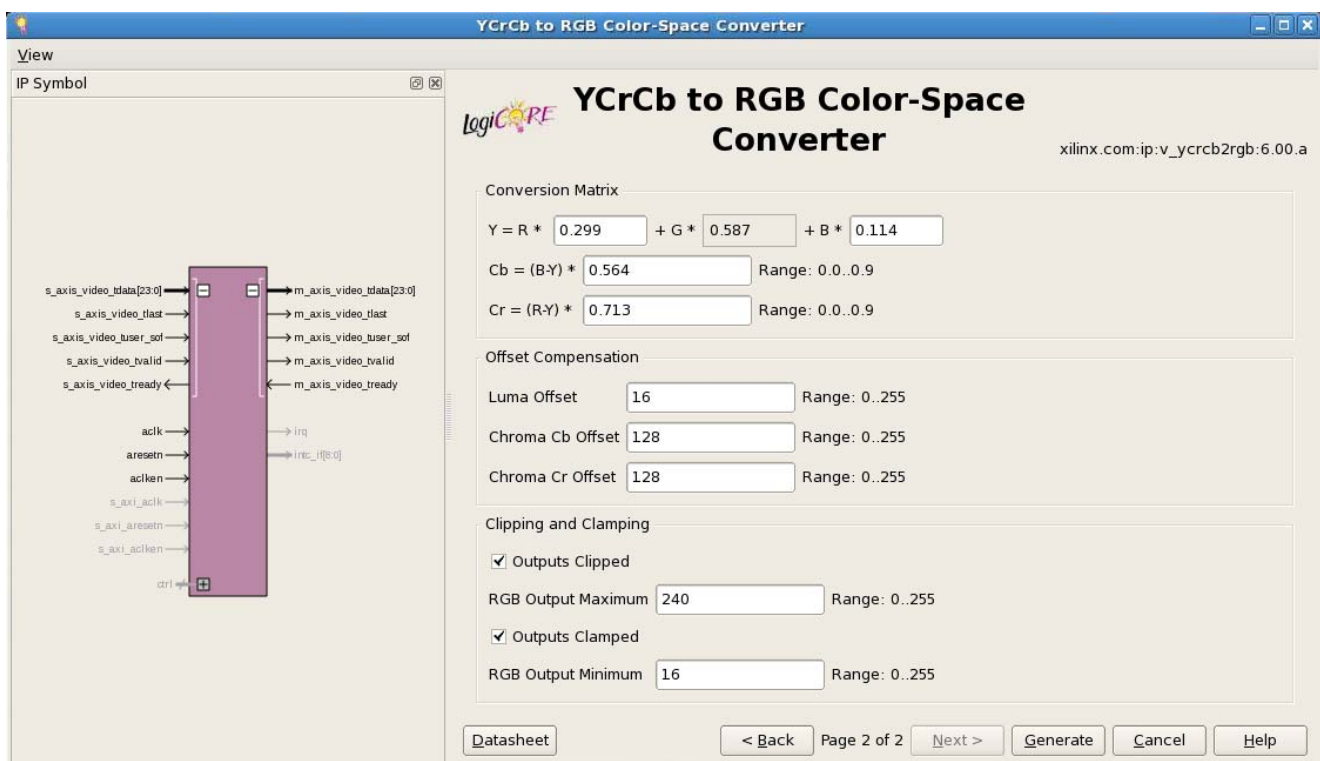 YCrCb to RGB Color-Space Converter
View
IP Symbol
s_axis_video_tdata[23:0]
s_axis_video_tlast
s_axis_video_tuser_sof
s_axis_video_tvalid
s_axis_video_tready
aclk
aresetn
aclken
s_axi_aclk
s_axi_aresetn
s_axi_aclken
ctrl
m_axis_video_tdata[23:0]
m_axis_video_tlast
m_axis_video_tuser_sof
m_axis_video_tvalid
m_axis_video_tready
irq
intc_if[8:0]
LogiCORE
YCrCb to RGB Color-Space
Converter
xilinx.com:ip:v_ycrcb2rgb:6.00.a
Conversion Matrix
Y = R * 0.299 + G * 0.587 + B * 0.114
Cb = (B-Y) * 0.564 Range: 0.0..0.9
Cr = (R-Y) * 0.713 Range: 0.0..0.9
Offset Compensation
Luma Offset 16 Range: 0..255
Chroma Cb Offset 128 Range: 0..255
Chroma Cr Offset 128 Range: 0..255
Clipping and Clamping
Outputs Clipped
RGB Output Maximum 240 Range: 0..255
Outputs Clamped
RGB Output Minimum 16 Range: 0..255
Datasheet < Back Page 2 of 2 Next > Generate Cancel Help